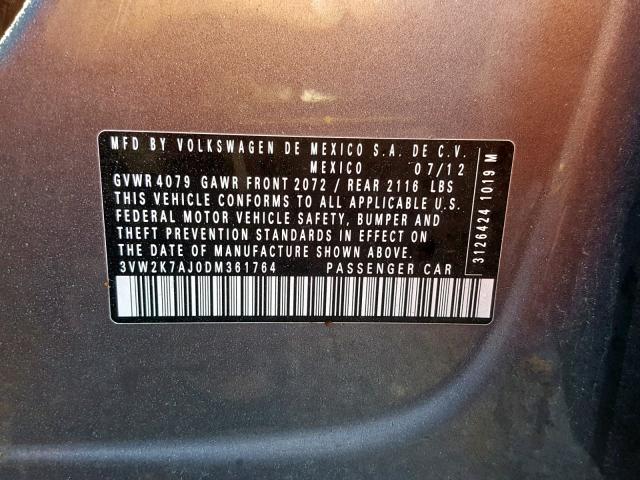 MFD BY VOLKSWAGEN DE MEXICO S.A. DE C.V.
MEXICO 07/12
GVWR 4079 GAWR FRONT 2072 / REAR 2116 LBS
THIS VEHICLE CONFORMS TO ALL APPLICABLE U.S.
FEDERAL MOTOR VEHICLE SAFETY, BUMPER AND
THEFT PREVENTION STANDARDS IN EFFECT ON
THE DATE OF MANUFACTURE SHOWN ABOVE.
3VW2K7AJ0DM361764 PASSENGER CAR
3126424 1019 M